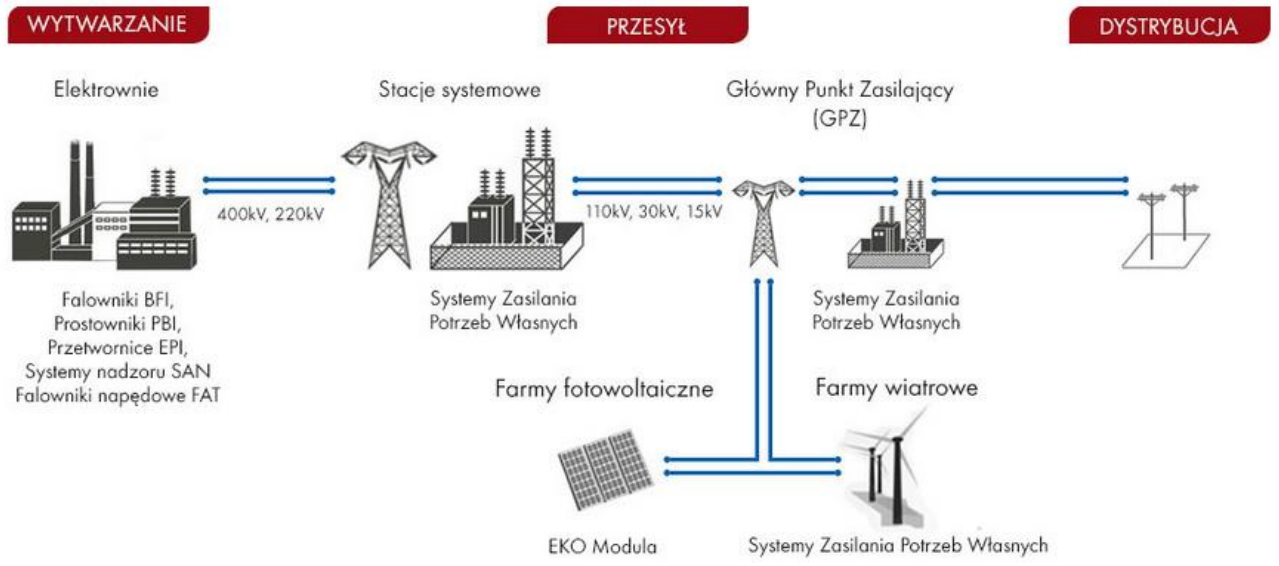 WYTWARZANIE
PRZESYŁ
DYSTRYBUCJA
Elektrownie
Stacje systemowe
Główny Punkt Zasilający
(GPZ)
400kV, 220kV
110kV, 30kV, 15kV
Falowniki BFI,
Prostowniki PBI,
Przetwornice EPI,
Systemy nadzoru SAN
Falowniki napędowe FAT
Systemy Zasilania
Potrzeb Własnych
Systemy Zasilania
Potrzeb Własnych
Farmy fotowoltaiczne
Farmy wiatrowe
EKO Modula
Systemy Zasilania Potrzeb Własnych